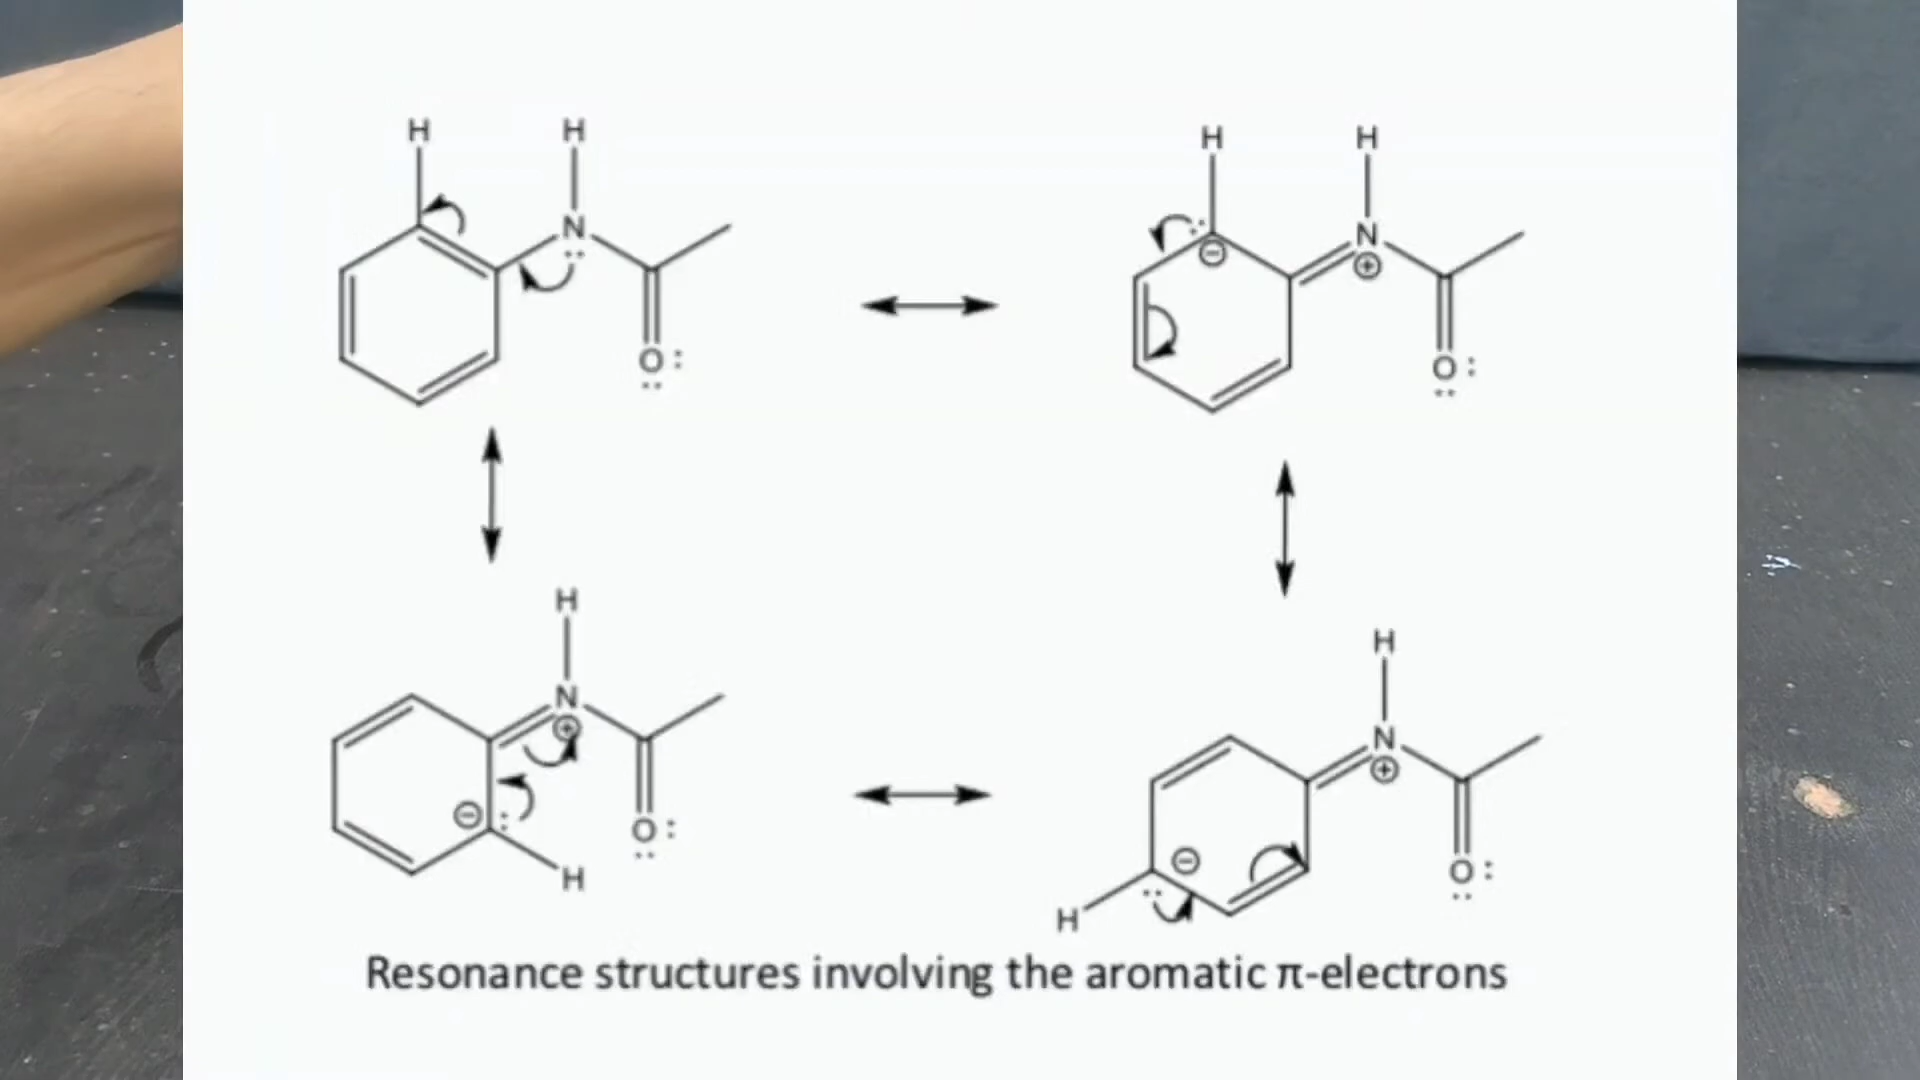 H H
N
O
H H
N
O
H
N
O
H
H
N
O
H
Resonance structures involving the aromatic π-electrons